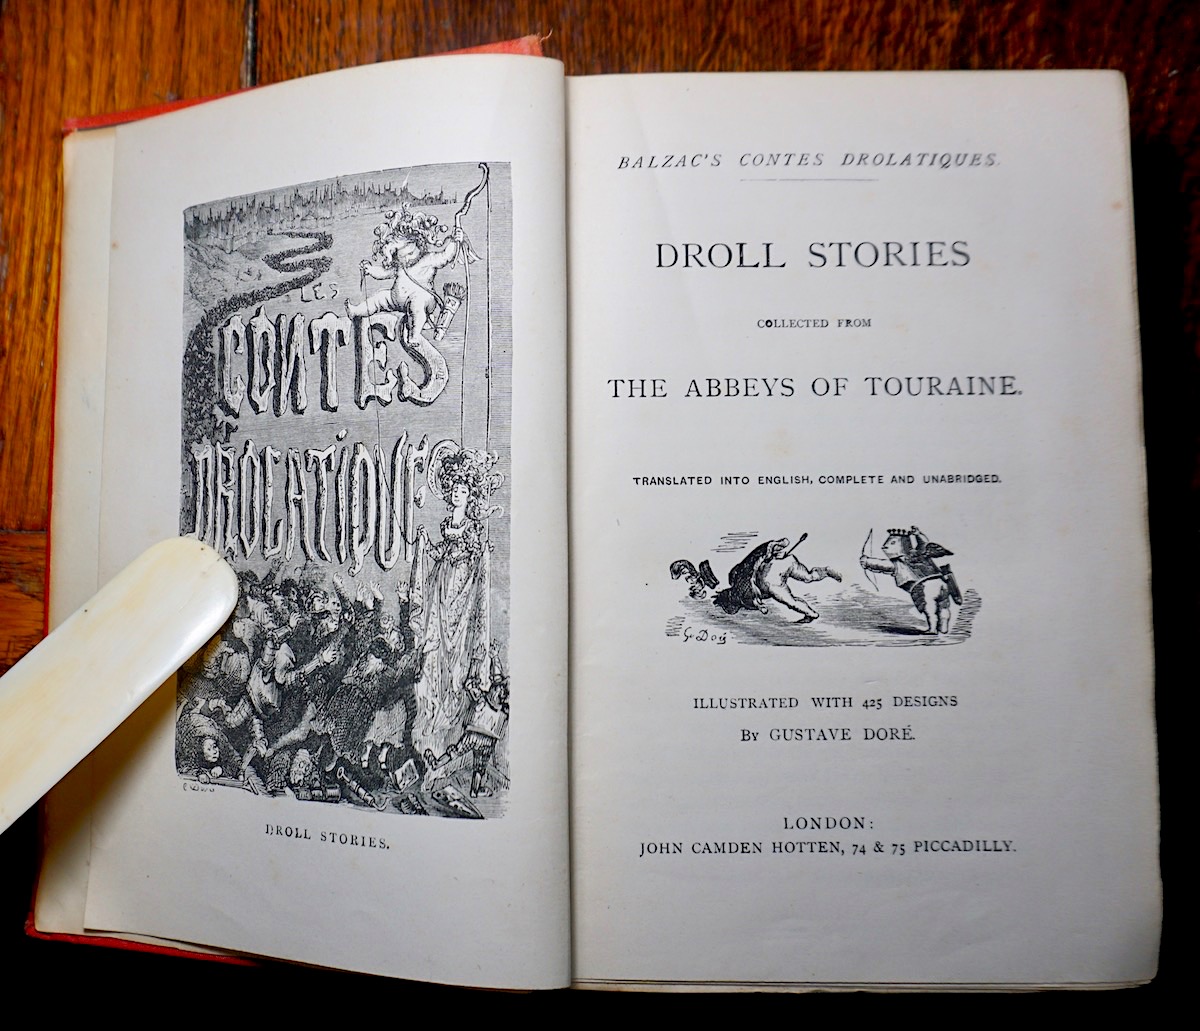 LES
CONTES
DROLATIQUES
G. Doré
DROLL STORIES.
BALZAC'S CONTES DROLATIQUES.
DROLL STORIES
COLLECTED FROM
THE ABBEYS OF TOURAINE.
TRANSLATED INTO ENGLISH, COMPLETE AND UNABRIDGED.
G. Doré
ILLUSTRATED WITH 425 DESIGNS
BY GUSTAVE DORÉ.
LONDON:
JOHN CAMDEN HOTTEN, 74 & 75 PICCADILLY.